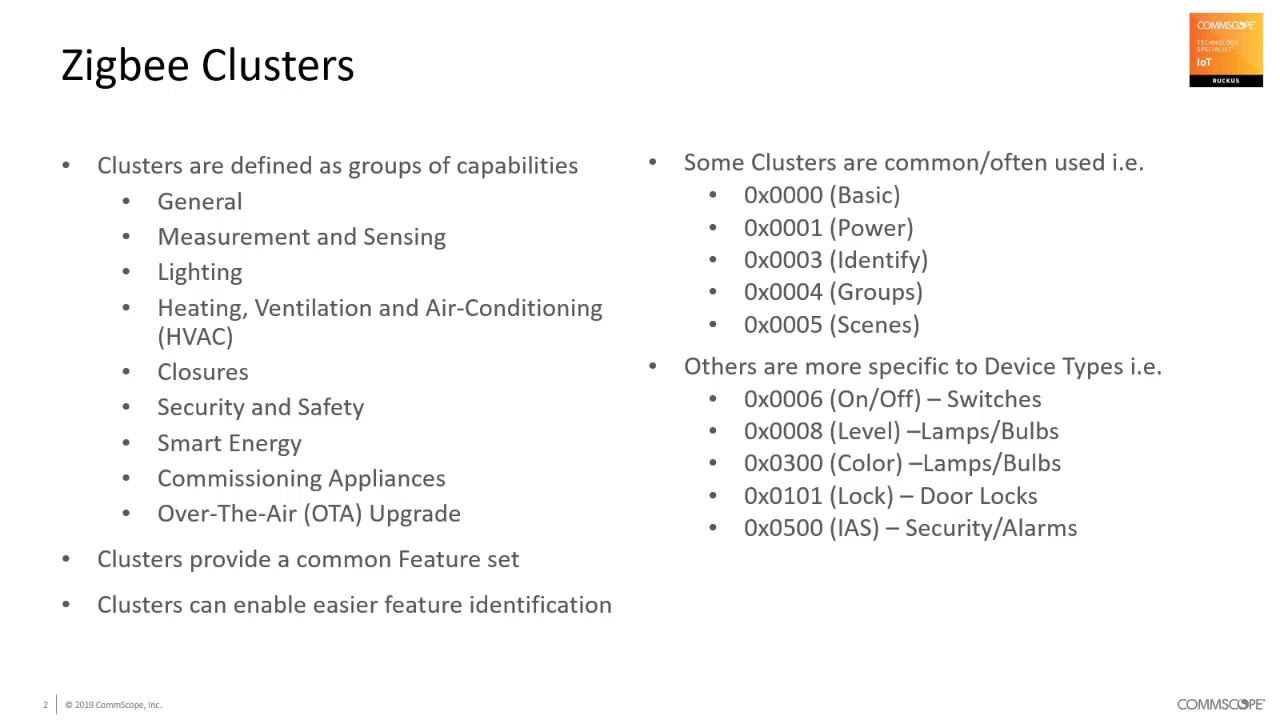 COMMSCOPE
TECHNOLOGY
SPECIALIST
IoT
RUCKUS
Zigbee Clusters
• Clusters are defined as groups of capabilities
• General
• Measurement and Sensing
• Lighting
• Heating, Ventilation and Air-Conditioning
(HVAC)
• Closures
• Security and Safety
• Smart Energy
• Commissioning Appliances
• Over-The-Air (OTA) Upgrade
• Clusters provide a common Feature set
• Clusters can enable easier feature identification
• Some Clusters are common/often used i.e.
• 0x0000 (Basic)
• 0x0001 (Power)
• 0x0003 (Identify)
• 0x0004 (Groups)
• 0x0005 (Scenes)
• Others are more specific to Device Types i.e.
• 0x0006 (On/Off) – Switches
• 0x0008 (Level) –Lamps/Bulbs
• 0x0300 (Color) –Lamps/Bulbs
• 0x0101 (Lock) – Door Locks
• 0x0500 (IAS) – Security/Alarms
2
© 2019 CommScope, Inc.
COMMSCOPE®